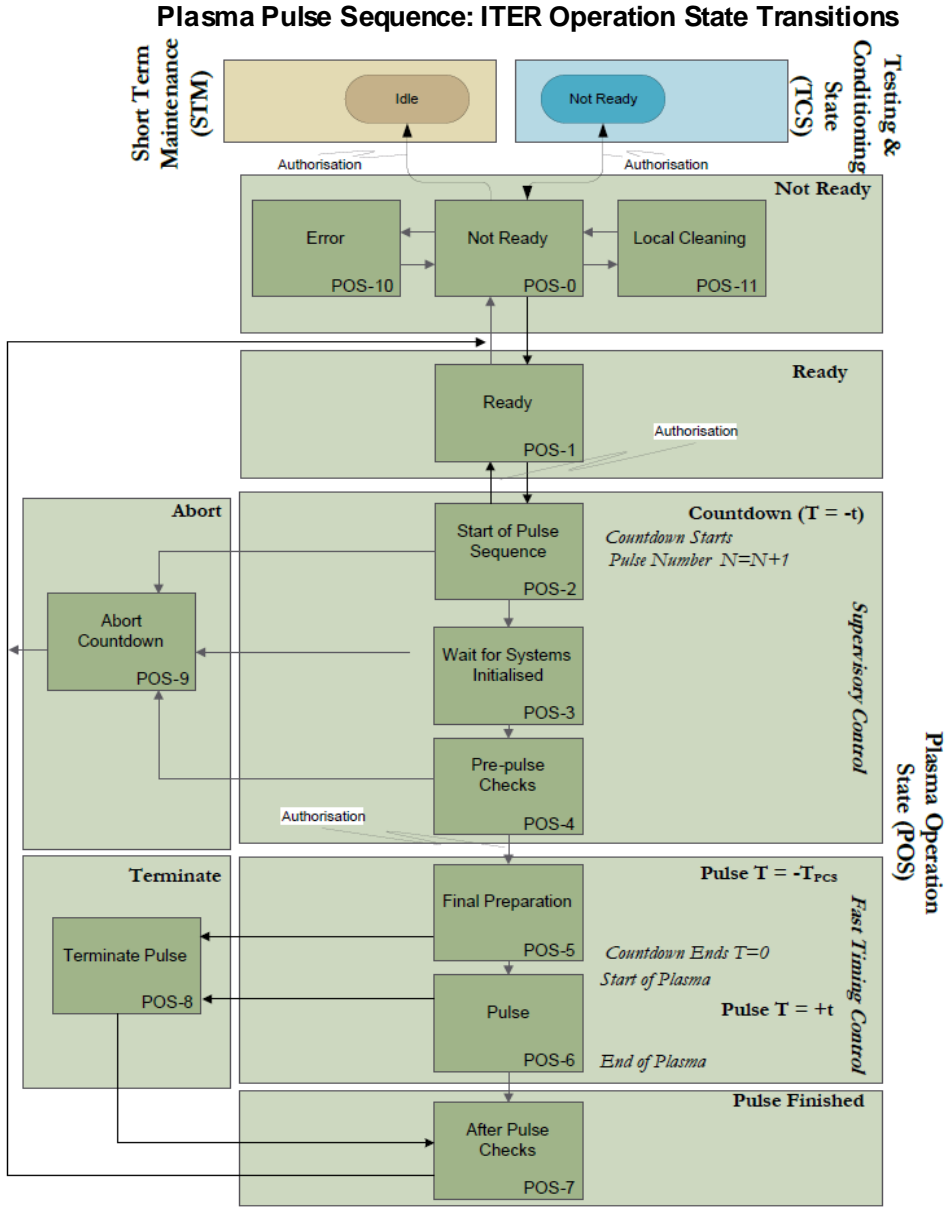 Plasma Pulse Sequence: ITER Operation State Transitions
Short Term
Maintenance
(STM)
Idle
Not Ready
Testing &
Conditioning
State
(TCS)
Authorisation
Authorisation
Not Ready
Error
POS-10
Not Ready
POS-0
Local Cleaning
POS-11
Ready
Ready
POS-1
Authorisation
Abort
Countdown (T = -t)
Start of Pulse
Sequence
POS-2
Countdown Starts
Pulse Number N=N+1
Abort
Countdown
POS-9
Wait for Systems
Initialised
POS-3
Supervisory Control
Pre-pulse
Checks
POS-4
Authorisation
Plasma Operation
State (POS)
Terminate
Pulse T = -TPCS
Final Preparation
POS-5
Terminate Pulse
POS-8
Countdown Ends T=0
Start of Plasma
Fast Timing Control
Pulse
POS-6
Pulse T = +t
End of Plasma
Pulse Finished
After Pulse
Checks
POS-7